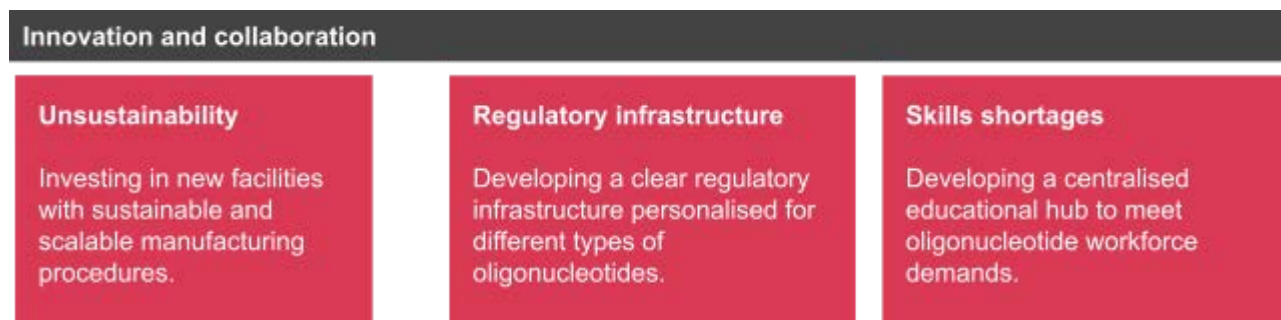 Innovation and collaboration
Unsustainability
Investing in new facilities
with sustainable and
scalable manufacturing
procedures.
Regulatory infrastructure
Developing a clear regulatory
infrastructure personalised for
different types of
oligonucleotides.
Skills shortages
Developing a centralised
educational hub to meet
oligonucleotide workforce
demands.